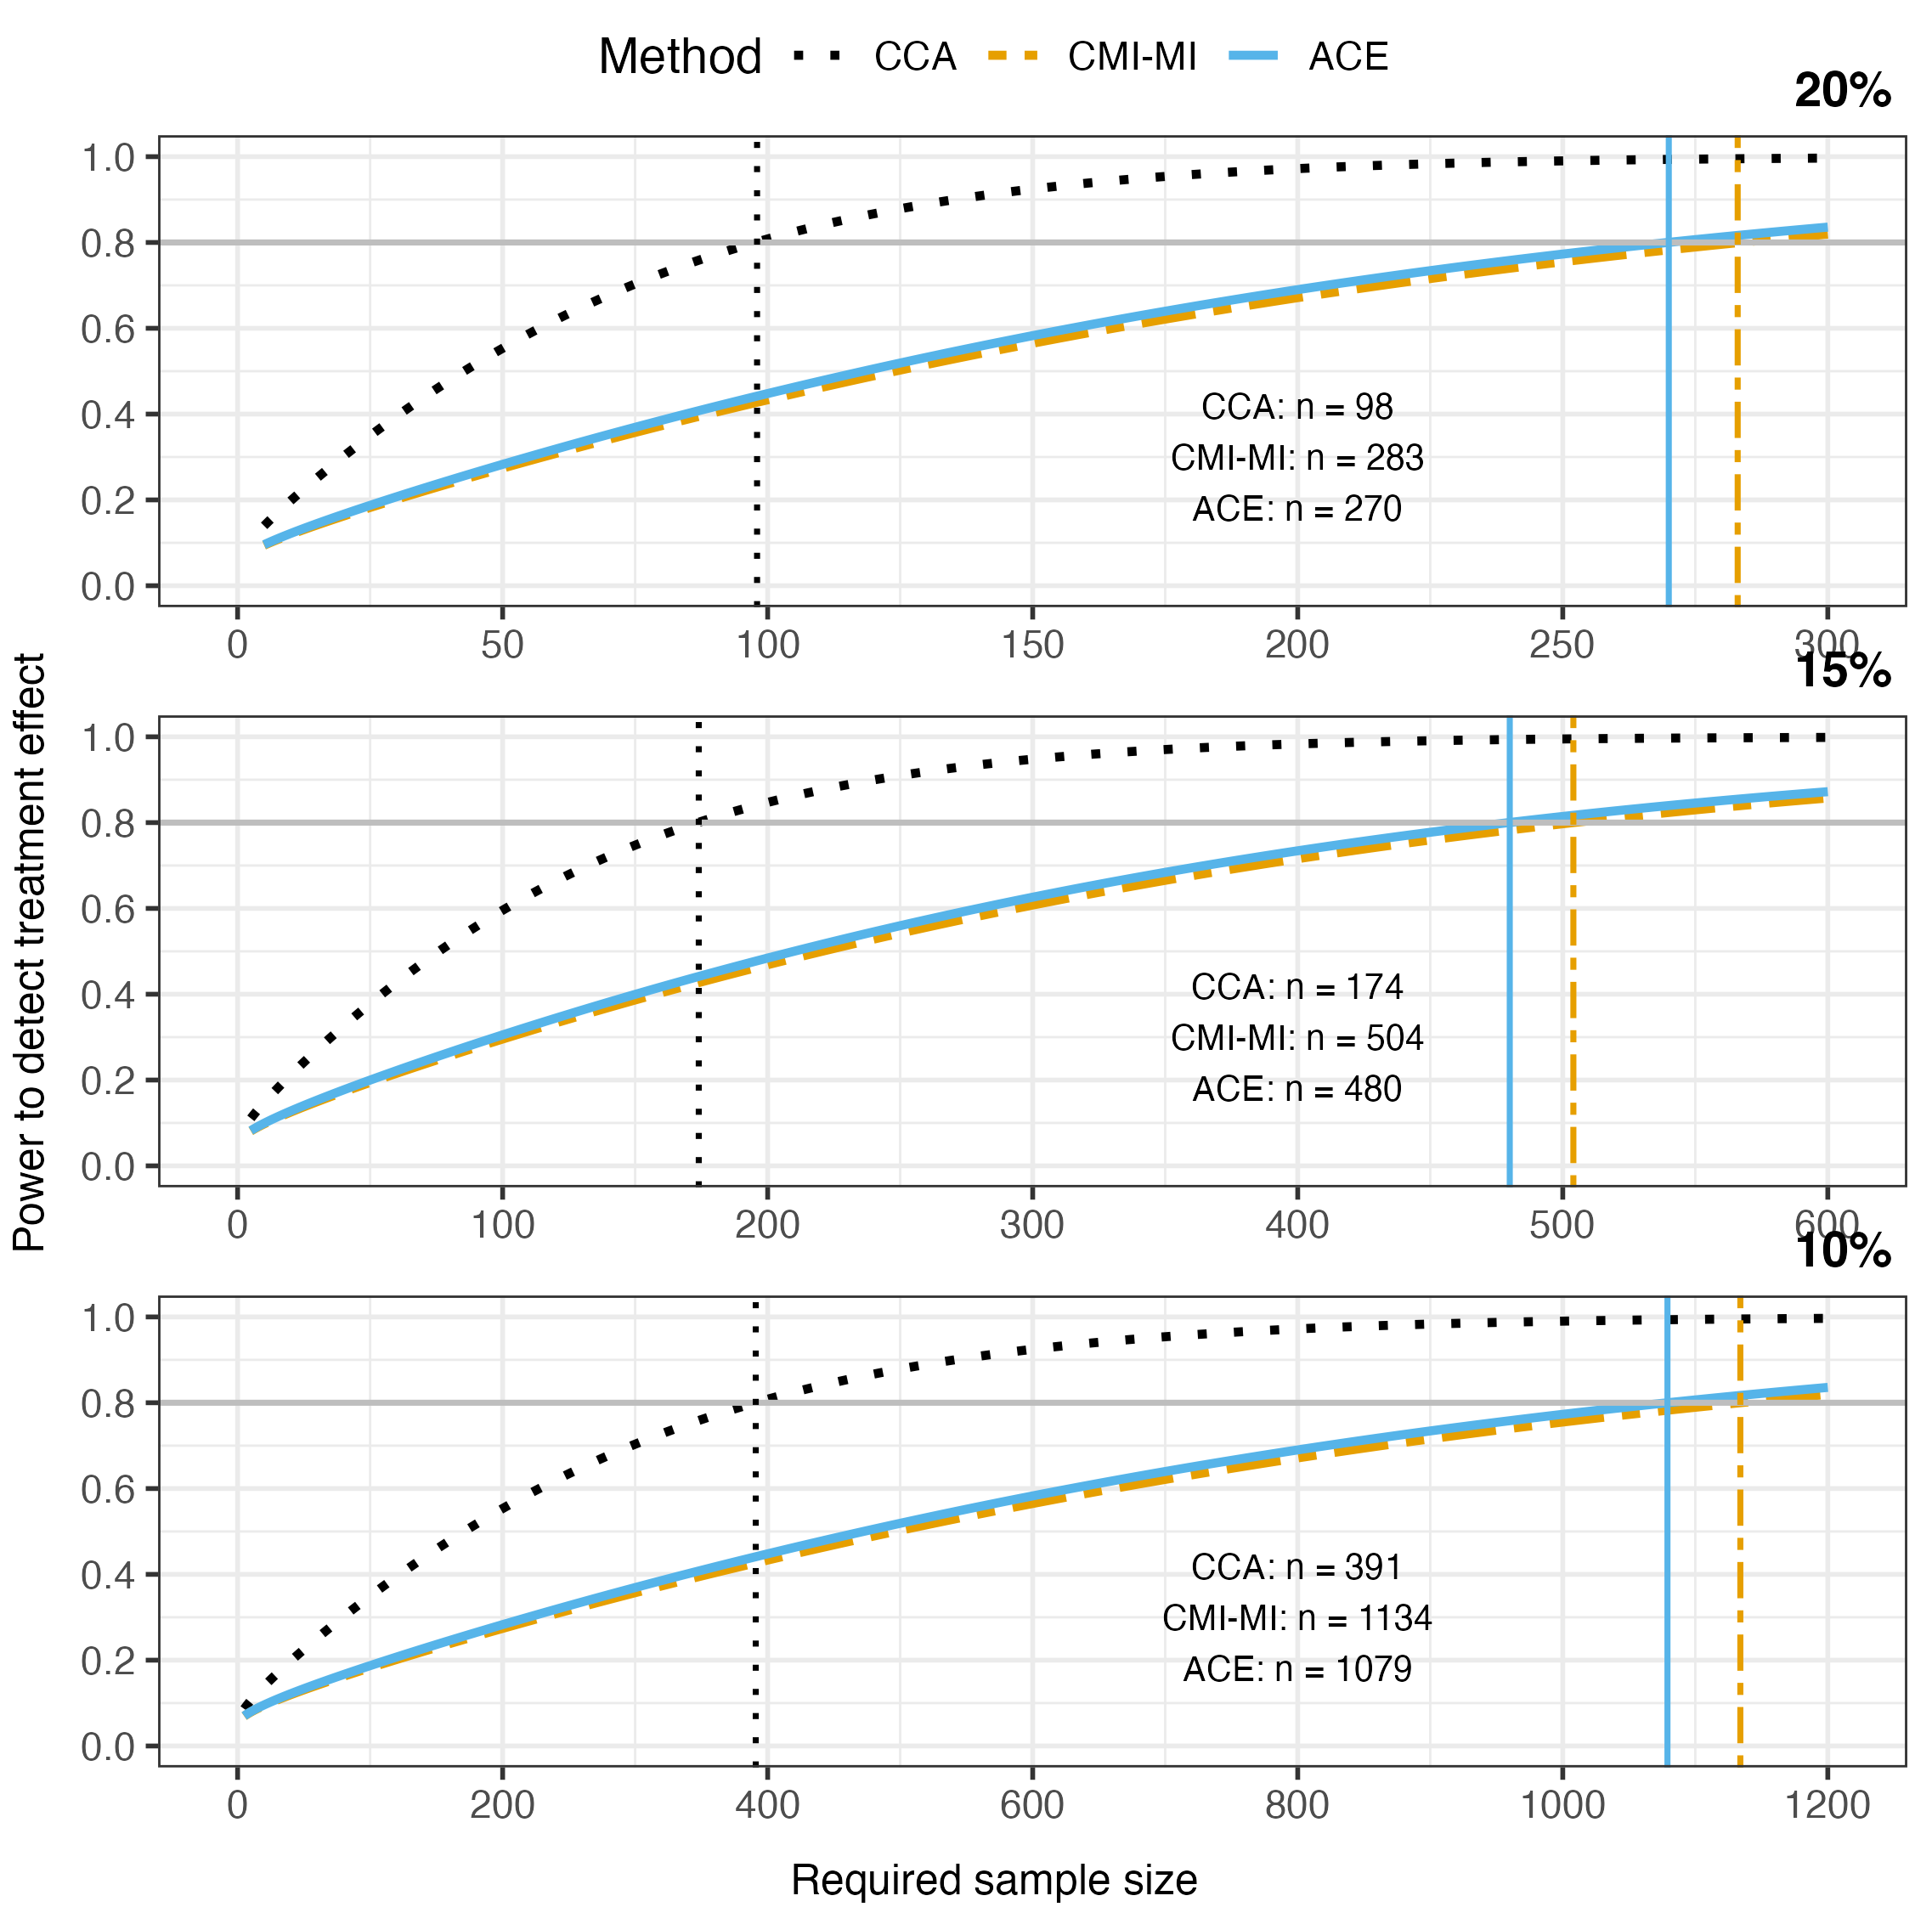 Method CCA CMI-MI ACE
20%
1.0
0.8
0.6
0.4
0.2
0.0
CCA: n = 98
CMI-MI: n = 283
ACE: n = 270
0 50 100 150 200 250 300
15%
1.0
0.8
0.6
0.4
0.2
0.0
CCA: n = 174
CMI-MI: n = 504
ACE: n = 480
0 100 200 300 400 500 600
10%
1.0
0.8
0.6
0.4
0.2
0.0
CCA: n = 391
CMI-MI: n = 1134
ACE: n = 1079
0 200 400 600 800 1000 1200
Power to detect treatment effect
Required sample size